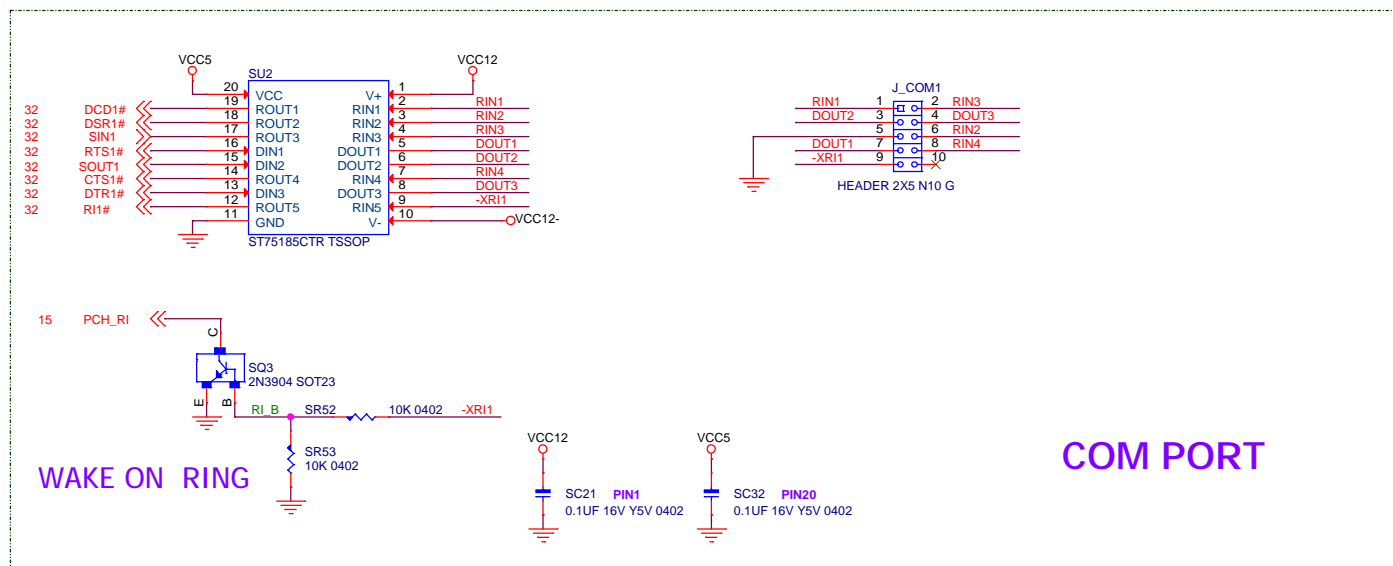 VCC5
VCC12
SU2
20 VCC V+ 1
32 DCD1# 19 ROUT1 RIN1 2 RIN1
32 DSR1# 18 ROUT2 RIN2 3 RIN2
32 SIN1 17 ROUT3 RIN3 4 RIN3
32 RTS1# 16 DIN1 DOUT1 5 DOUT1
32 SOUT1 15 DIN2 DOUT2 6 DOUT2
32 CTS1# 14 ROUT4 RIN4 7 RIN4
32 DTR1# 13 DIN3 DOUT3 8 DOUT3
32 RI1# 12 ROUT5 RIN5 9 -XRI1
11 GND V- 10 VCC12-
ST75185CTR TSSOP
J_COM1
RIN1 1 2 RIN3
DOUT2 3 4 DOUT3
5 6 RIN2
DOUT1 7 8 RIN4
-XRI1 9 10
HEADER 2X5 N10 G
15 PCH_RI
C
SQ3
2N3904 SOT23
E B
RI_B SR52 10K 0402 -XRI1
SR53
10K 0402
WAKE ON RING
VCC12
SC21 PIN1
0.1UF 16V Y5V 0402
VCC5
SC32 PIN20
0.1UF 16V Y5V 0402
COM PORT